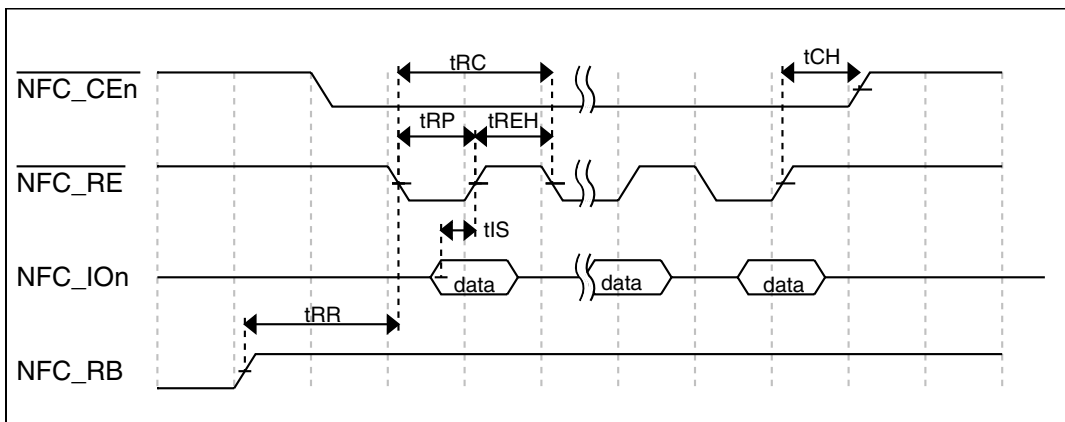 tRC
tCH
NFC_CEn
tRP
tREH
NFC_RE
tIS
NFC_IOn
data
data
data
tRR
NFC_RB